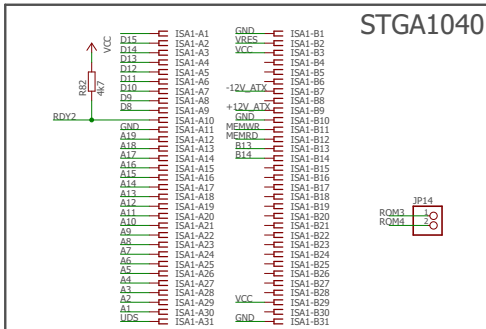 STGA1040
ISA1-A1 GND ISA1-B1
D15 ISA1-A2 VRES ISA1-B2
VCC D14 ISA1-A3 VCC ISA1-B3
D13 ISA1-A4 ISA1-B4
D12 ISA1-A5 ISA1-B5
D11 ISA1-A6 ISA1-B6
R82 4k7 D10 ISA1-A7 -12V_ATX ISA1-B7
D9 ISA1-A8 ISA1-B8
D8 ISA1-A9 +12V_ATX ISA1-B9
RDY2 ISA1-A10 GND ISA1-B10
GND ISA1-A11 MEMWR ISA1-B11
A19 ISA1-A12 MEMRD ISA1-B12
A18 ISA1-A13 B13 ISA1-B13
A17 ISA1-A14 B14 ISA1-B14
A16 ISA1-A15 ISA1-B15
A15 ISA1-A16 ISA1-B16
A14 ISA1-A17 ISA1-B17
A13 ISA1-A18 ISA1-B18
A12 ISA1-A19 ISA1-B19
A11 ISA1-A20 ISA1-B20
A10 ISA1-A21 ISA1-B21
A9 ISA1-A22 ISA1-B22
A8 ISA1-A23 ISA1-B23
A7 ISA1-A24 ISA1-B24
A6 ISA1-A25 ISA1-B25
A5 ISA1-A26 ISA1-B26
A4 ISA1-A27 ISA1-B27
A3 ISA1-A28 ISA1-B28
A2 ISA1-A29 VCC ISA1-B29
A1 ISA1-A30 ISA1-B30
UDS ISA1-A31 GND ISA1-B31
JP14
ROM3 1
ROM4 2